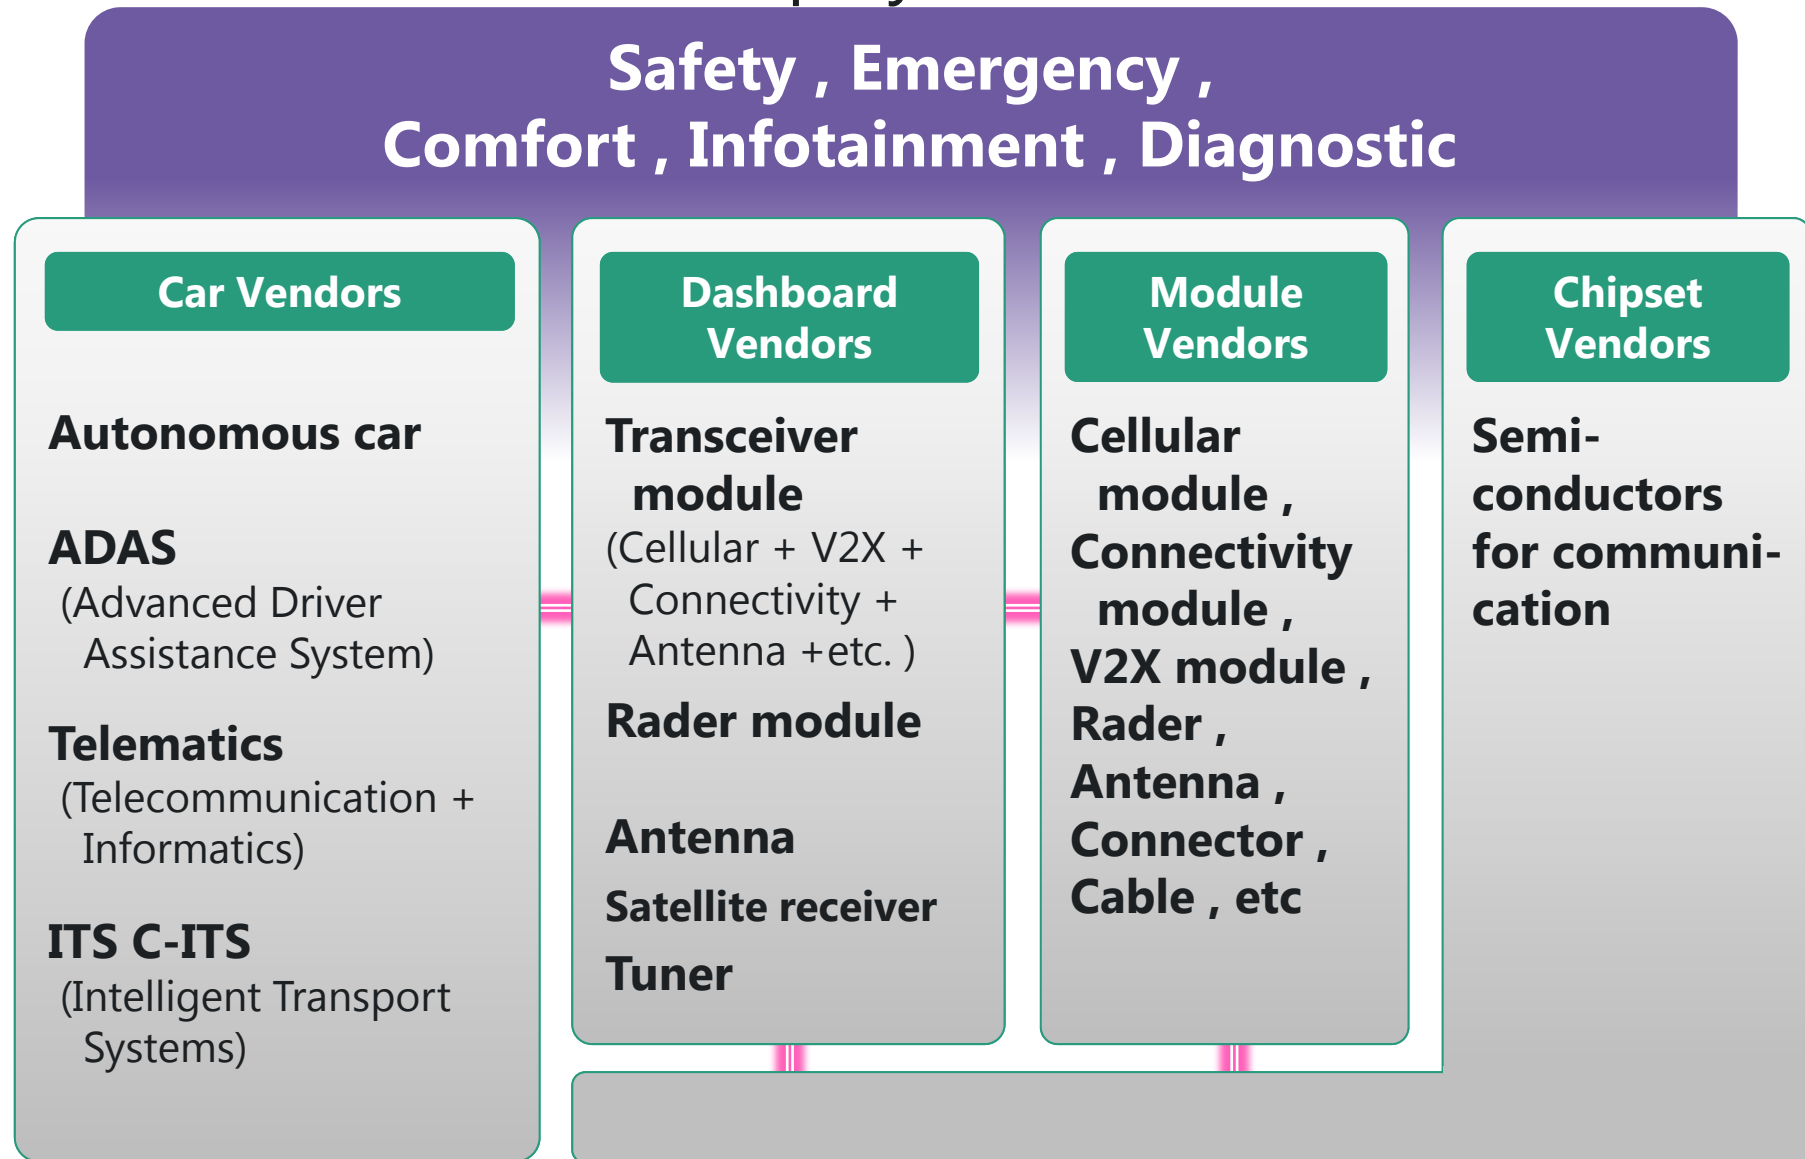 Safety , Emergency ,
Comfort , Infotainment , Diagnostic
Car Vendors
Autonomous car
ADAS
(Advanced Driver
Assistance System)
Telematics
(Telecommunication +
Informatics)
ITS C-ITS
(Intelligent Transport
Systems)
Dashboard
Vendors
Transceiver
module
(Cellular + V2X +
Connectivity +
Antenna +etc. )
Rader module
Antenna
Satellite receiver
Tuner
Module
Vendors
Cellular
module ,
Connectivity
module ,
V2X module ,
Rader ,
Antenna ,
Connector ,
Cable , etc
Chipset
Vendors
Semi-
conductors
for communi-
cation